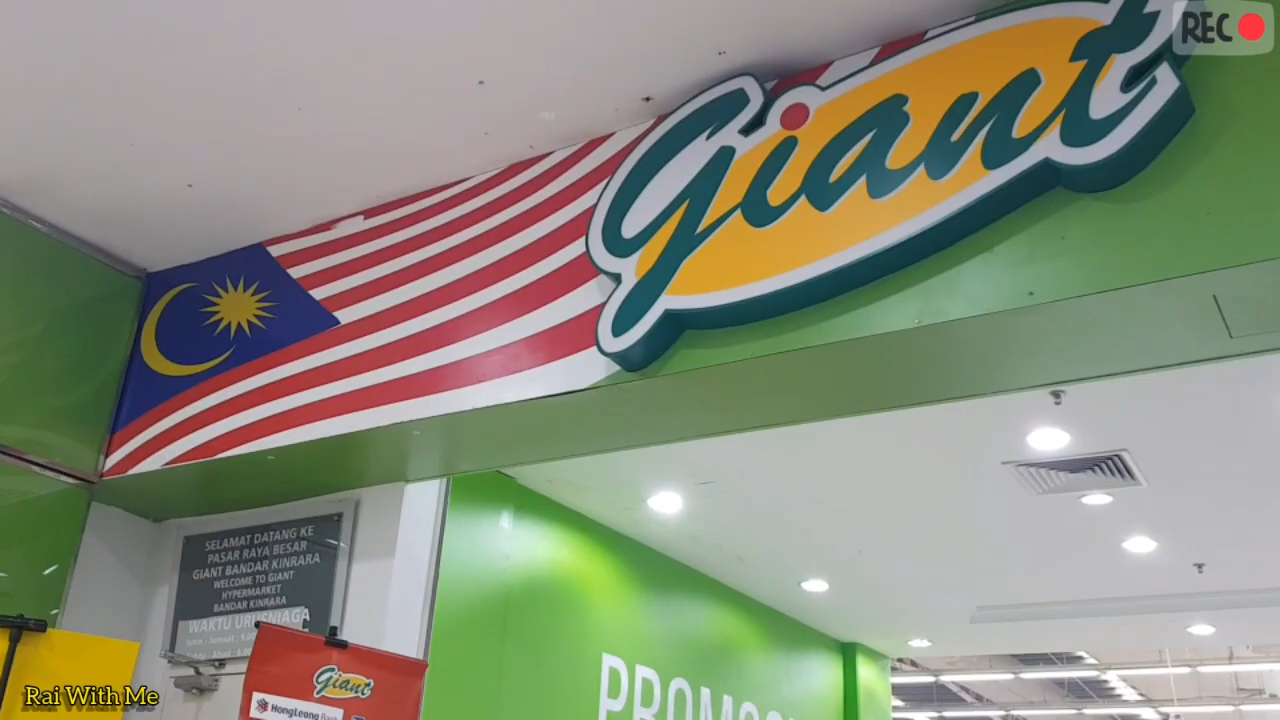 REC
Giant
SELAMAT DATANG KE
PASAR RAYA BESAR
GIANT BANDAR KINRARA
WELCOME TO GIANT
HYPERMARKET
BANDAR KINRARA
WAKTU URUSNIAGA
Giant
HongLeong Bank
Rai With Me